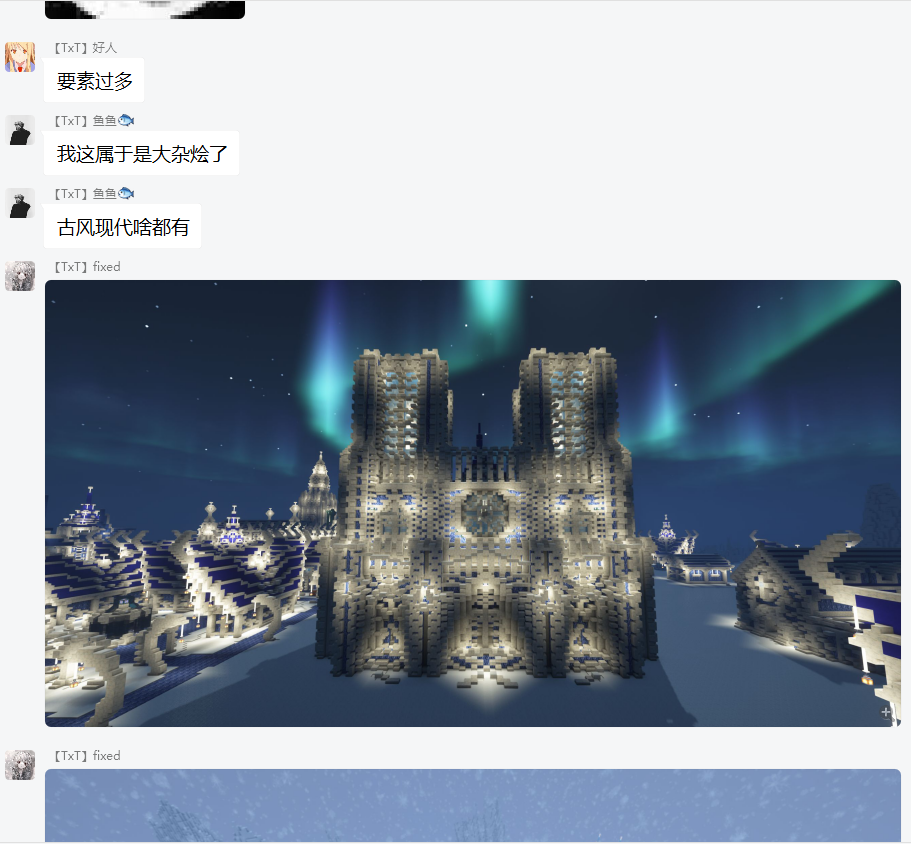 【TxT】好人
要素过多
【TxT】鱼鱼🐟
我这属于是大杂烩了
【TxT】鱼鱼🐟
古风现代啥都有
【TxT】fixed
【TxT】fixed